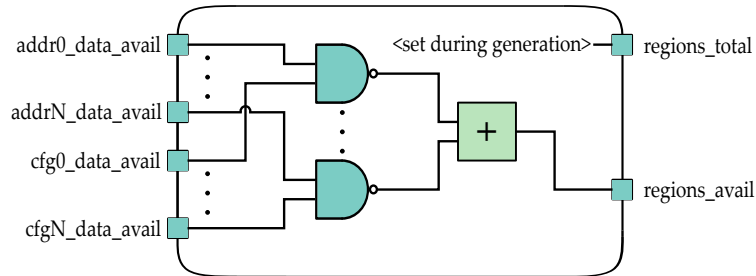 addr0_data_avail
addrN_data_avail
cfg0_data_avail
cfgN_data_avail
+
<set during generation>
regions_total
regions_avail